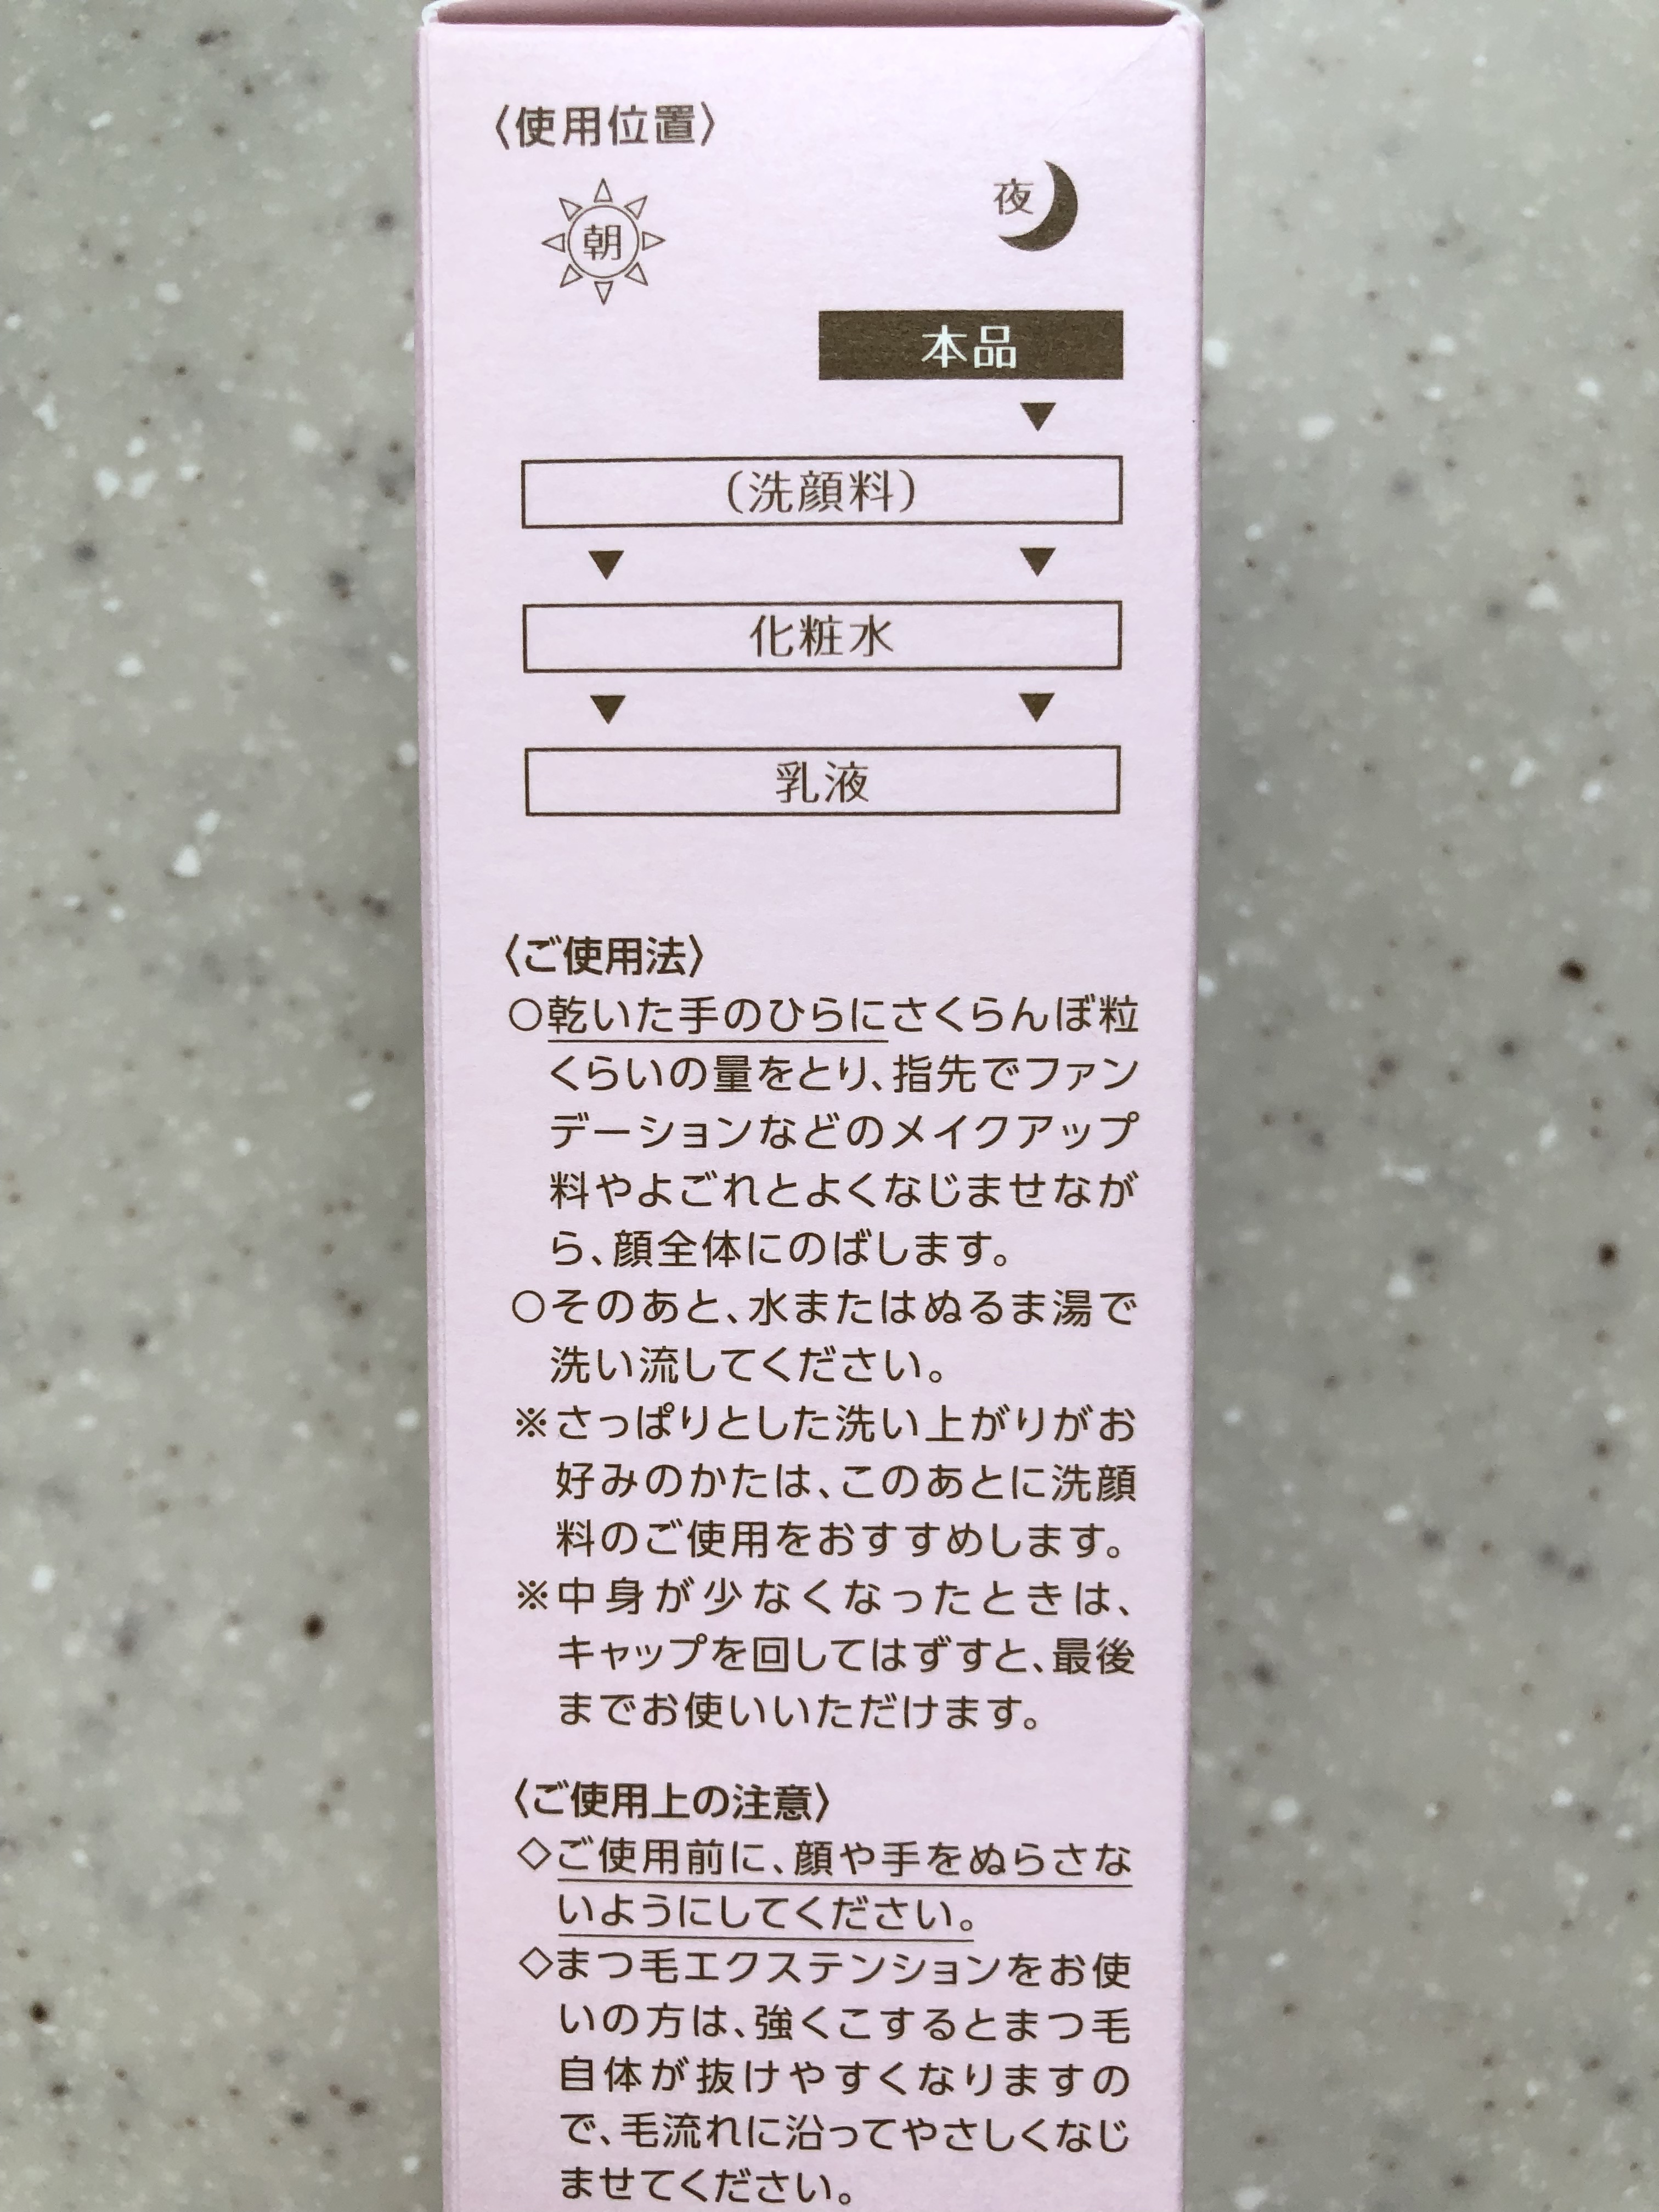 〈使用位置〉
朝
夜
本品
▼
(洗顔料)
▼ ▼
化粧水
▼ ▼
乳液
〈ご使用法〉
○乾いた手のひらにさくらんぼ粒
くらいの量をとり、指先でファン
デーションなどのメイクアップ
料やよごれとよくなじませなが
ら、顔全体にのばします。
○そのあと、水またはぬるま湯で
洗い流してください。
※さっぱりとした洗い上がりがお
好みのかたは、このあとに洗顔
料のご使用をおすすめします。
※中身が少なくなったときは、
キャップを回してはずすと、最後
までお使いいただけます。
〈ご使用上の注意〉
◇ご使用前に、顔や手をぬらさな
いようにしてください。
◇まつ毛エクステンションをお使
いの方は、強くこするとまつ毛
自体が抜けやすくなりますの
で、毛流れに沿ってやさしくなじ
ませてください。